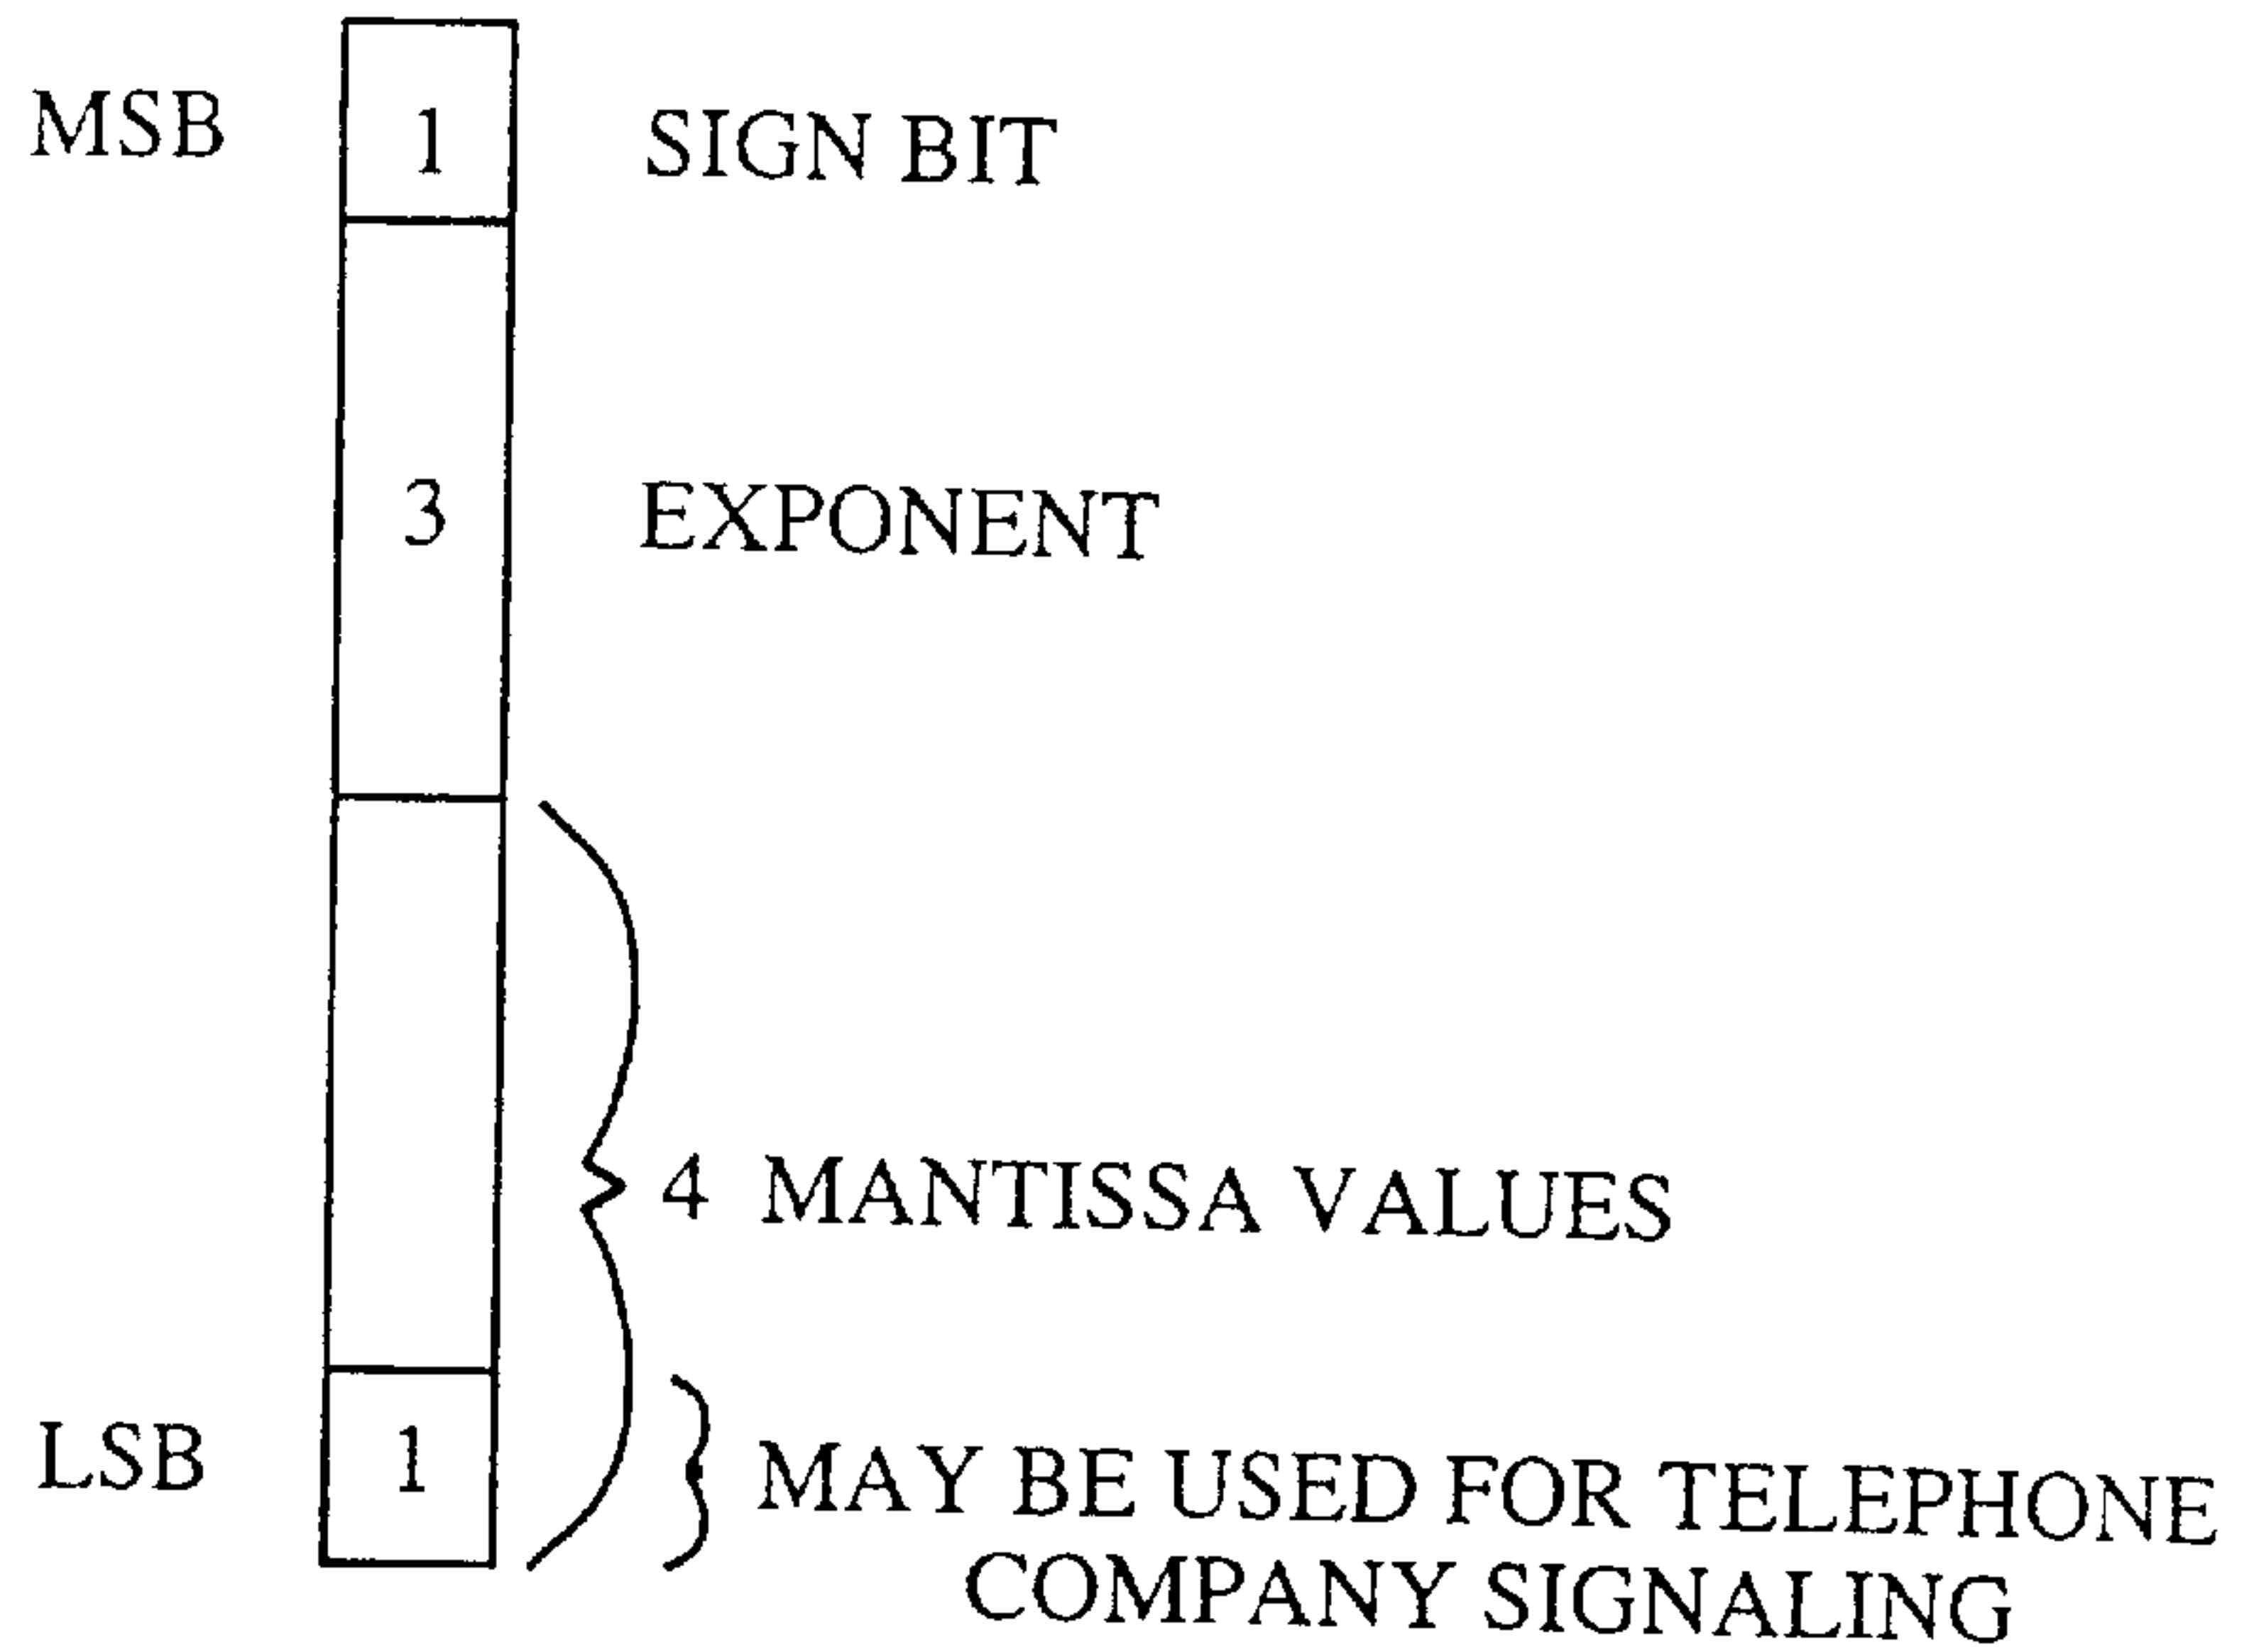 MSB 1 SIGN BIT
3 EXPONENT
4 MANTISSA VALUES
LSB 1 MAY BE USED FOR TELEPHONE
COMPANY SIGNALING